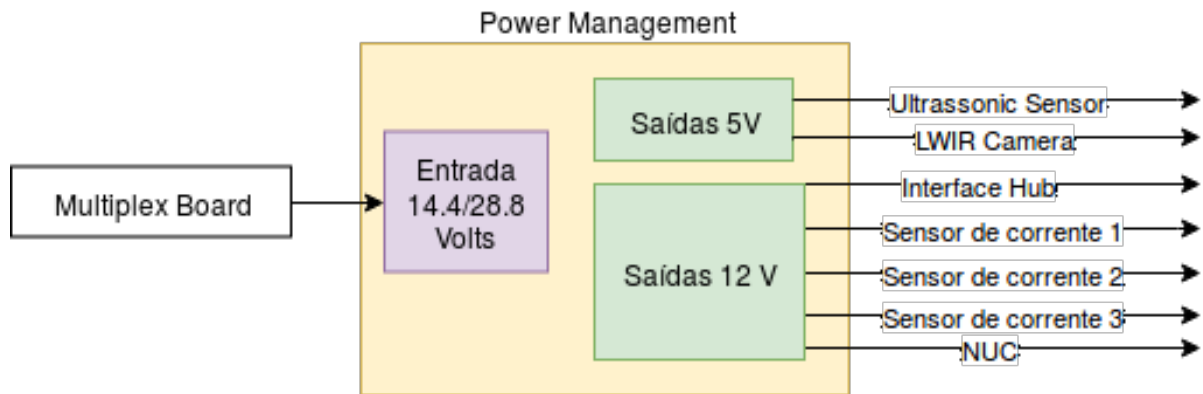 Power Management
Multiplex Board
Entrada
14.4/28.8
Volts
Saídas 5V
Saídas 12 V
Ultrassonic Sensor
LWIR Camera
Interface Hub
Sensor de corrente 1
Sensor de corrente 2
Sensor de corrente 3
NUC